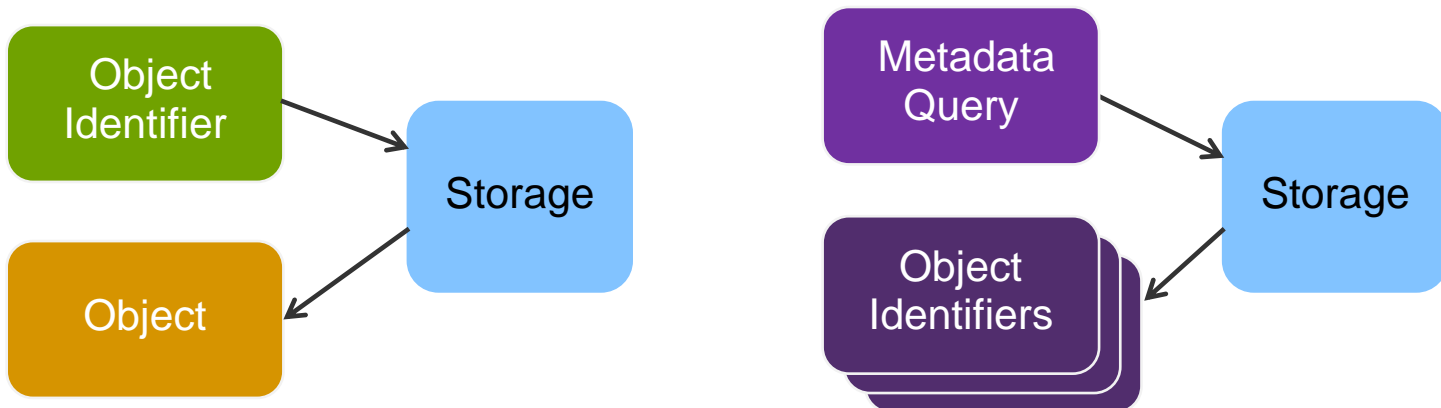 Object
Identifier
Storage
Object
Metadata
Query
Storage
Object
Identifiers